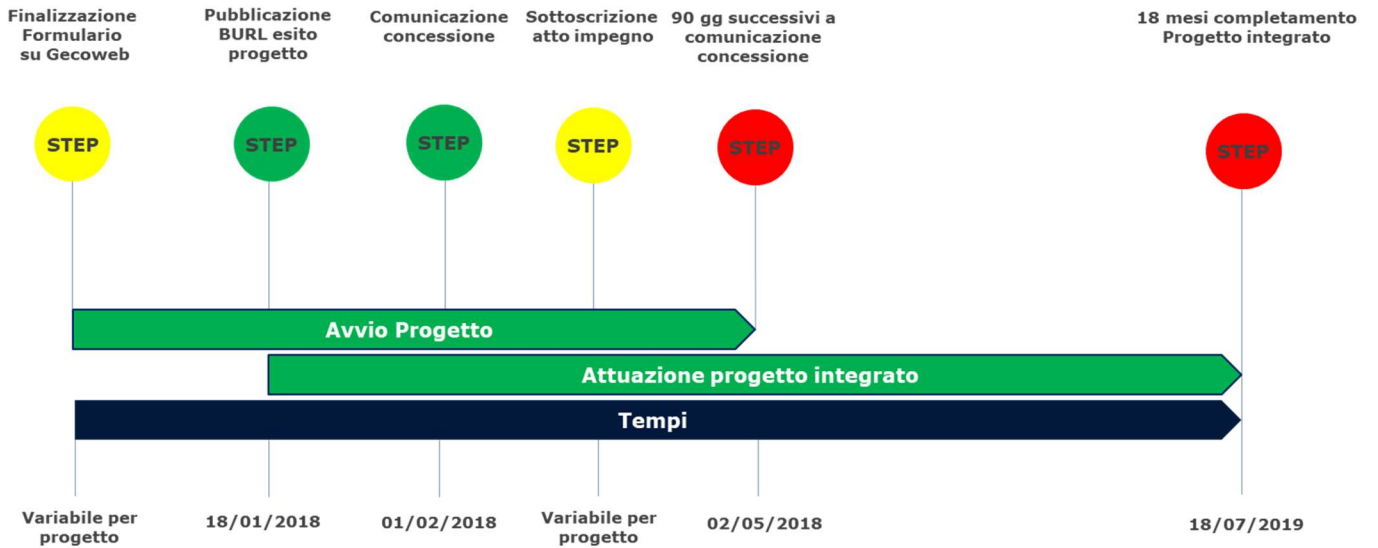 Finalizzazione
Formulario
su Gecoweb
Pubblicazione
BURL esito
progetto
Comunicazione
concessione
Sottoscrizione
atto impegno
90 gg successivi a
comunicazione
concessione
18 mesi completamento
Progetto integrato
STEP
STEP
STEP
STEP
STEP
STEP
Avvio Progetto
Attuazione progetto integrato
Tempi
Variabile per
progetto
18/01/2018
01/02/2018
Variabile per
progetto
02/05/2018
18/07/2019